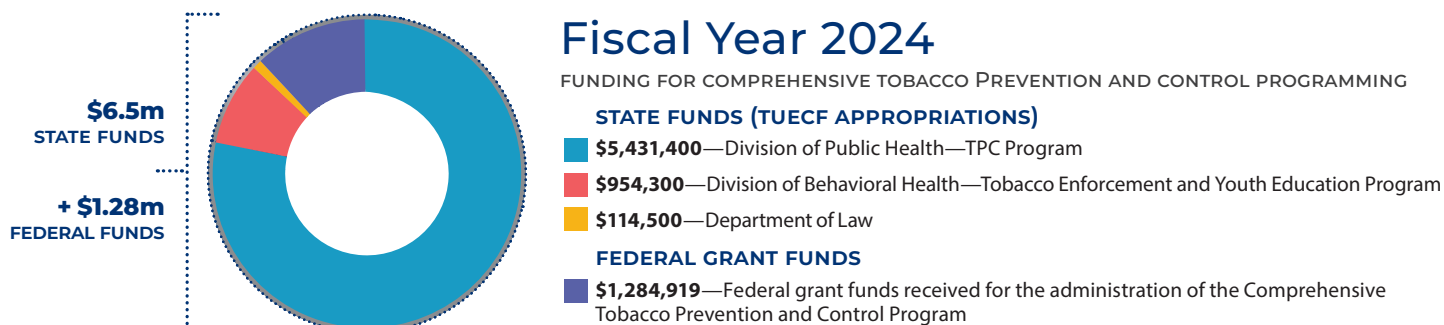 $6.5m
STATE FUNDS
+ $1.28m
FEDERAL FUNDS
Fiscal Year 2024
FUNDING FOR COMPREHENSIVE TOBACCO PREVENTION AND CONTROL PROGRAMMING
STATE FUNDS (TUECF APPROPRIATIONS)
$5,431,400—Division of Public Health—TPC Program
$954,300—Division of Behavioral Health—Tobacco Enforcement and Youth Education Program
$114,500—Department of Law
FEDERAL GRANT FUNDS
$1,284,919—Federal grant funds received for the administration of the Comprehensive
Tobacco Prevention and Control Program